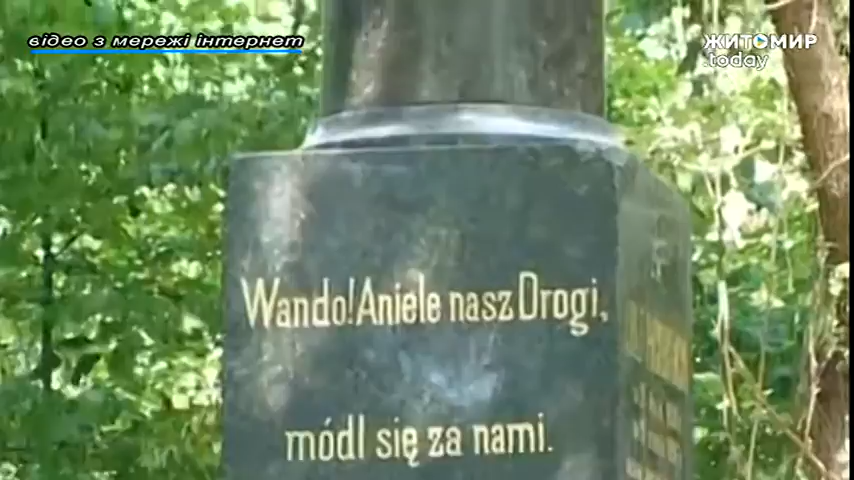 відео з мережі інтернет
ЖИТОМИР
.today
Wando! Aniele nasz Drogi,
módl się za nami.